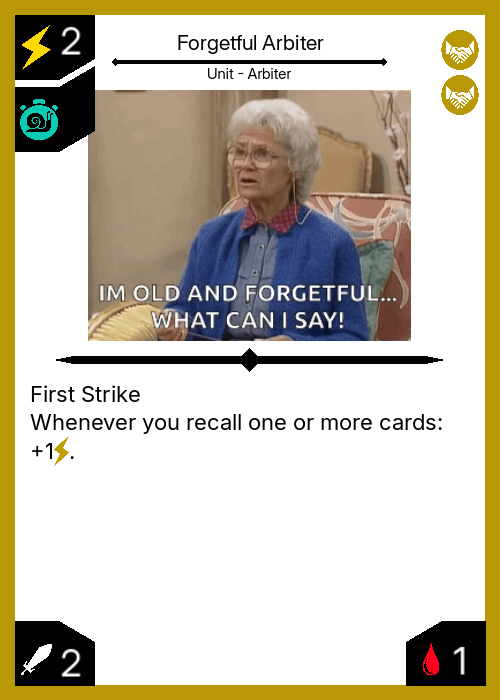 2
Forgetful Arbiter
Unit - Arbiter
IM OLD AND FORGETFUL...
WHAT CAN I SAY!
First Strike
Whenever you recall one or more cards:
+1⚡.
2
1